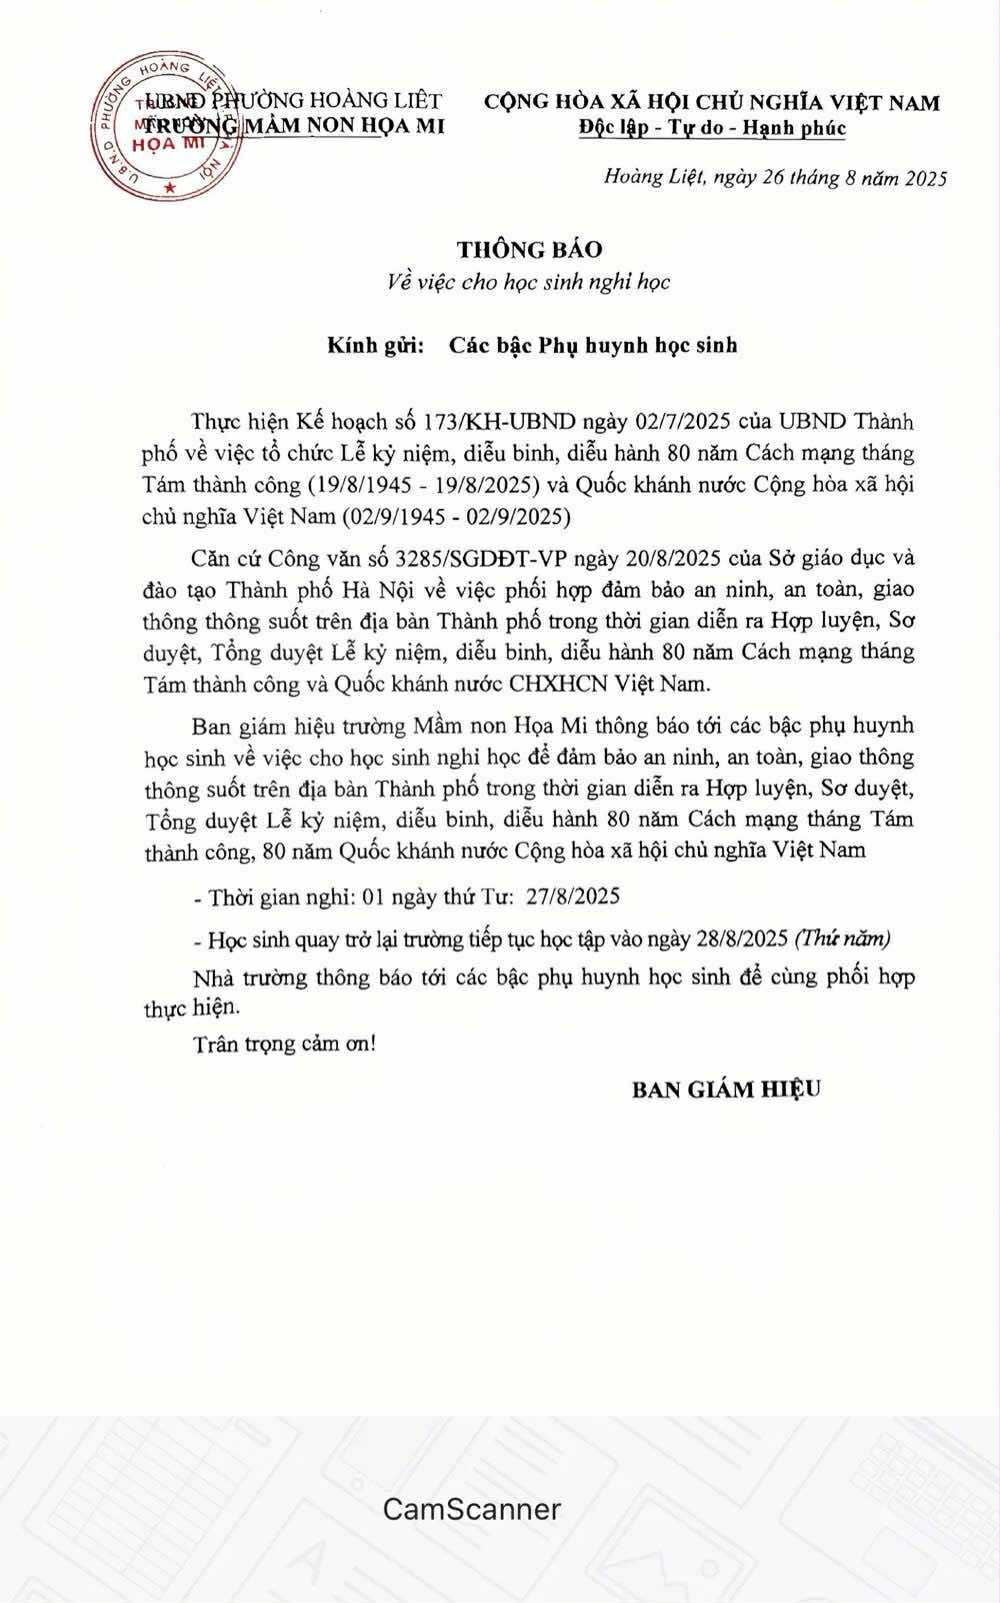 U.B.N.D PHƯỜNG HOÀNG LIỆT
HỌA MI
UBND PHƯỜNG HOÀNG LIỆT
TRƯỜNG MẦM NON HỌA MI
CỘNG HÒA XÃ HỘI CHỦ NGHĨA VIỆT NAM
Độc lập - Tự do - Hạnh phúc
Hoàng Liệt, ngày 26 tháng 8 năm 2025
THÔNG BÁO
Về việc cho học sinh nghỉ học
Kính gửi: Các bậc Phụ huynh học sinh
Thực hiện Kế hoạch số 173/KH-UBND ngày 02/7/2025 của UBND Thành
phố về việc tổ chức Lễ kỷ niệm, diễu binh, diễu hành 80 năm Cách mạng tháng
Tám thành công (19/8/1945 - 19/8/2025) và Quốc khánh nước Cộng hòa xã hội
chủ nghĩa Việt Nam (02/9/1945 - 02/9/2025)
Căn cứ Công văn số 3285/SGDĐT-VP ngày 20/8/2025 của Sở giáo dục và
đào tạo Thành phố Hà Nội về việc phối hợp đảm bảo an ninh, an toàn, giao
thông thông suốt trên địa bàn Thành phố trong thời gian diễn ra Hợp luyện, Sơ
duyệt, Tổng duyệt Lễ kỷ niệm, diễu binh, diễu hành 80 năm Cách mạng tháng
Tám thành công và Quốc khánh nước CHXHCN Việt Nam.
Ban giám hiệu trường Mầm non Họa Mi thông báo tới các bậc phụ huynh
học sinh về việc cho học sinh nghỉ học để đảm bảo an ninh, an toàn, giao thông
thông suốt trên địa bàn Thành phố trong thời gian diễn ra Hợp luyện, Sơ duyệt,
Tổng duyệt Lễ kỷ niệm, diễu binh, diễu hành 80 năm Cách mạng tháng Tám
thành công, 80 năm Quốc khánh nước Cộng hòa xã hội chủ nghĩa Việt Nam
- Thời gian nghỉ: 01 ngày thứ Tư: 27/8/2025
- Học sinh quay trở lại trường tiếp tục học tập vào ngày 28/8/2025 (Thứ năm)
Nhà trường thông báo tới các bậc phụ huynh học sinh để cùng phối hợp
thực hiện.
Trân trọng cảm ơn!
BAN GIÁM HIỆU
CamScanner